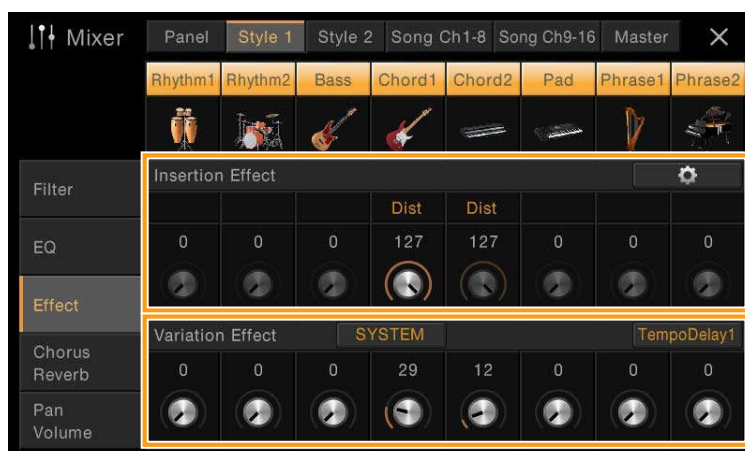 Mixer
Panel Style 1 Style 2 Song Ch1-8 Song Ch9-16 Master
Rhythm1 Rhythm2 Bass Chord1 Chord2 Pad Phrase1 Phrase2
Filter
EQ
Effect
Chorus
Reverb
Pan
Volume
Insertion Effect
Dist Dist
0 0 0 127 127 0 0 0
Variation Effect SYSTEM TempoDelay1
0 0 0 29 12 0 0 0